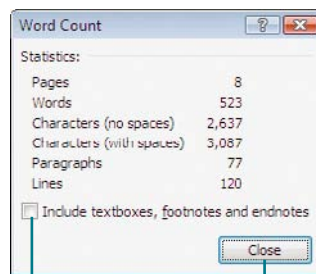 Word Count
Statistics:
Pages 8
Words 523
Characters (no spaces) 2,637
Characters (with spaces) 3,087
Paragraphs 77
Lines 120
Include textboxes, footnotes and endnotes
Close